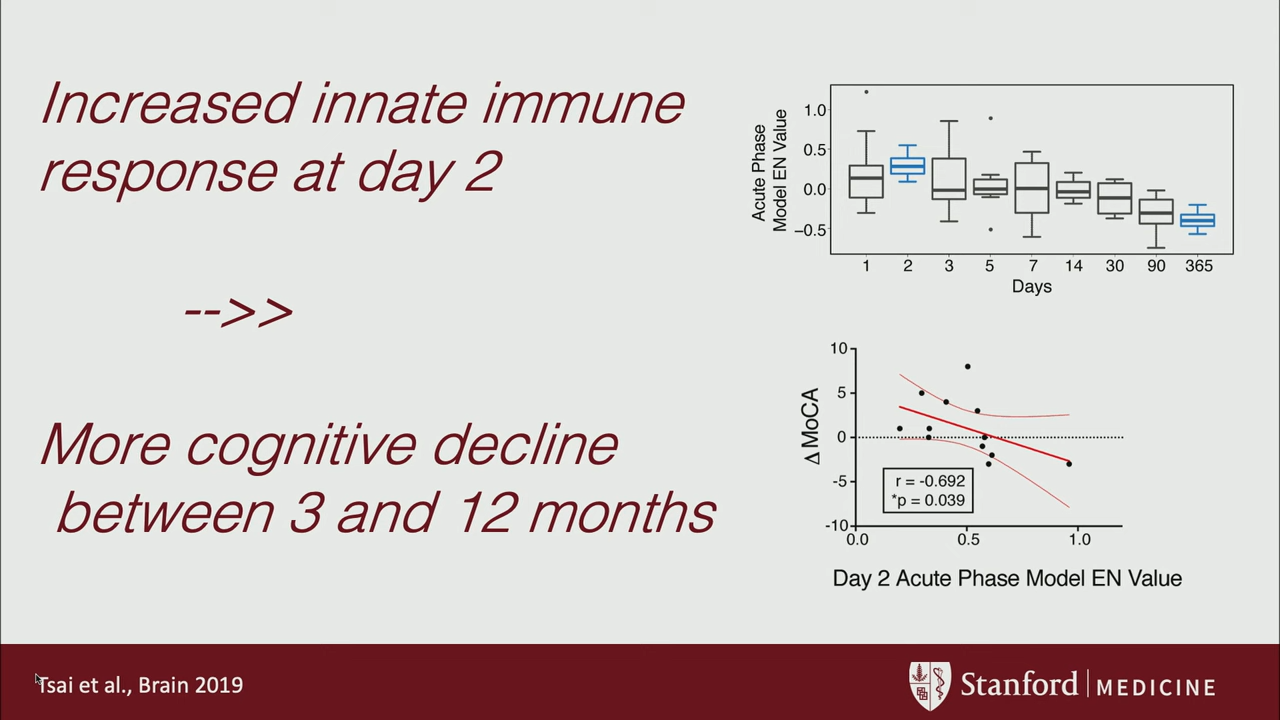 Increased innate immune
response at day 2
-->>
More cognitive decline
between 3 and 12 months
Acute Phase
Model EN Value
1.0
0.5
0.0
−0.5
1 2 3 5 7 14 30 90 365
Days
Δ MoCA
10
5
0
-5
-10
r = -0.692
*p = 0.039
0.0 0.5 1.0
Day 2 Acute Phase Model EN Value
Tsai et al., Brain 2019
Stanford MEDICINE